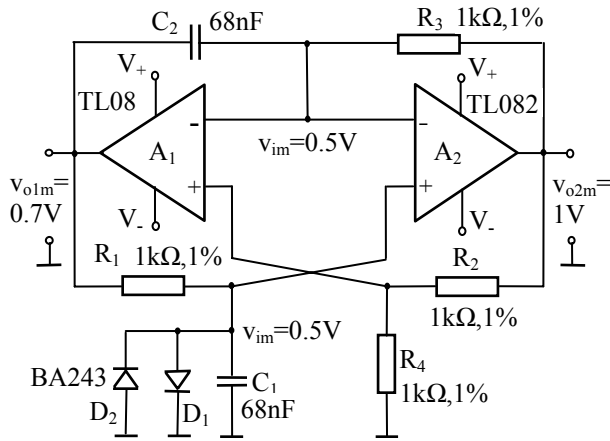 C2 68nF
R3 1kΩ,1%
V+
V+
TL08
TL082
-
-
A1
vim=0.5V
A2
+
+
vo1m=
0.7V
vo2m=
1V
V-
V-
R1 1kΩ,1%
R2
1kΩ,1%
vim=0.5V
BA243
D2
D1
C1
68nF
R4
1kΩ,1%